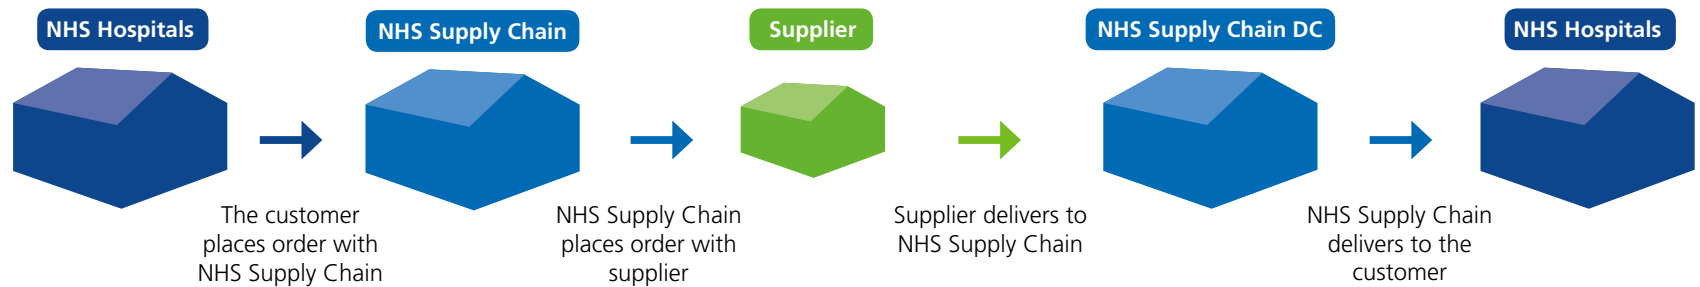 NHS Hospitals
NHS Supply Chain
Supplier
NHS Supply Chain DC
NHS Hospitals
The customer
places order with
NHS Supply Chain
NHS Supply Chain
places order with
supplier
Supplier delivers to
NHS Supply Chain
NHS Supply Chain
delivers to the
customer